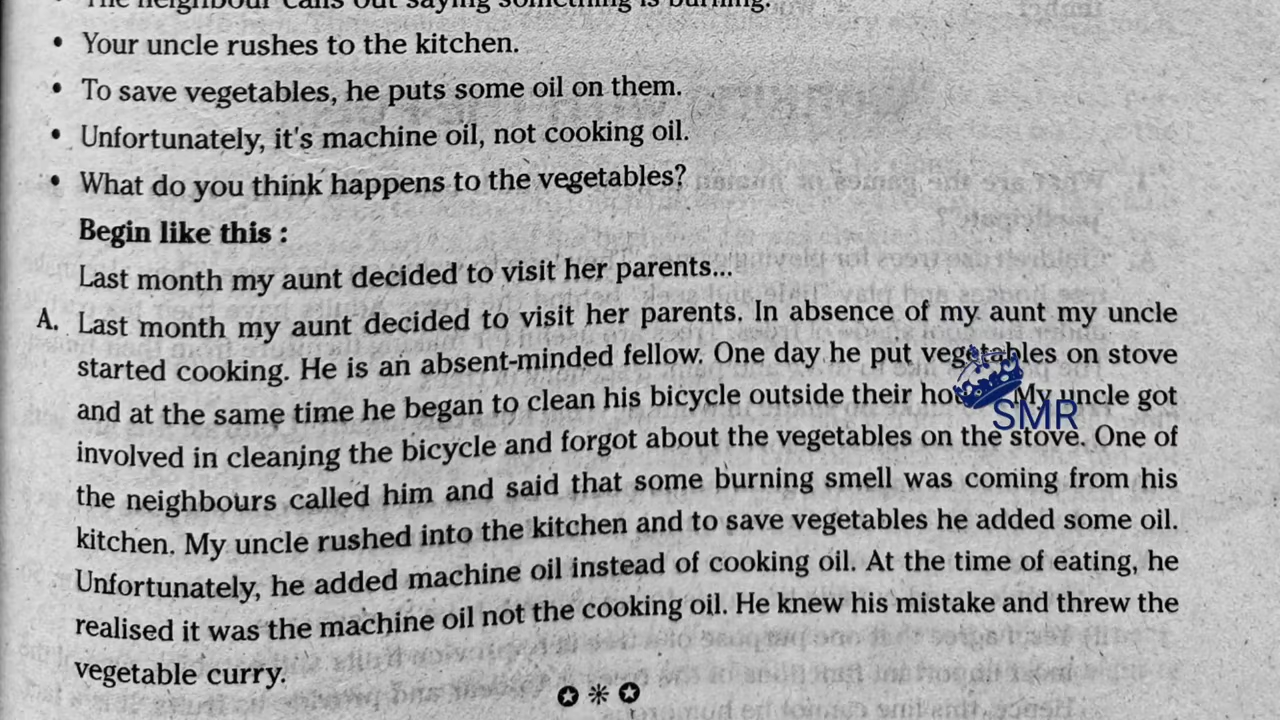 The neighbour calls out saying something is burning.
• Your uncle rushes to the kitchen.
• To save vegetables, he puts some oil on them.
• Unfortunately, it's machine oil, not cooking oil.
• What do you think happens to the vegetables?
Begin like this :
Last month my aunt decided to visit her parents...
A. Last month my aunt decided to visit her parents. In absence of my aunt my uncle
started cooking. He is an absent-minded fellow. One day he put vegetables on stove
and at the same time he began to clean his bicycle outside their My uncle got
SMR
involved in cleanjng the bicycle and forgot about the vegetables on the stove. One of
the neighbours called him and said that some burning smell was coming from his
kitchen. My uncle rushed into the kitchen and to save vegetables he added some oil.
Unfortunately, he added machine oil instead of cooking oil. At the time of eating, he
realised it was the machine oil not the cooking oil. He knew his mistake and threw the
vegetable curry.